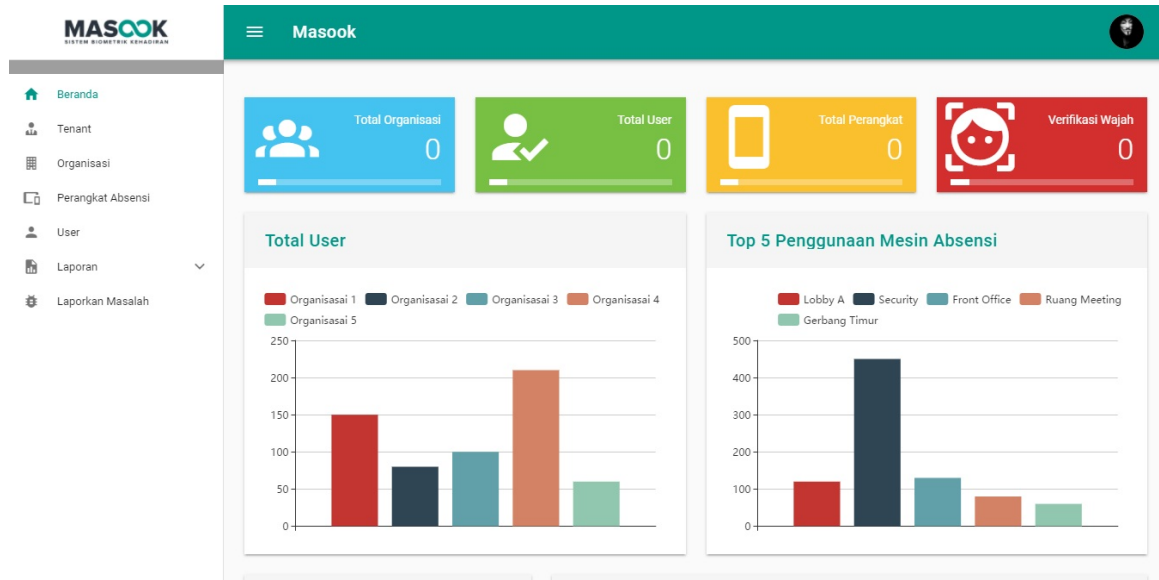 MASOOK
SISTEM BIOMETRIK KEHADIRAN
Masook
Beranda
Tenant
Organisasi
Perangkat Absensi
User
Laporan
Laporkan Masalah
Total Organisasi
0
Total User
0
Total Perangkat
0
Verifikasi Wajah
0
Total User
Organisasai 1 Organisasai 2 Organisasai 3 Organisasai 4
Organisasai 5
250
200
150
100
50
0
Top 5 Penggunaan Mesin Absensi
Lobby A Security Front Office Ruang Meeting
Gerbang Timur
500
400
300
200
100
0